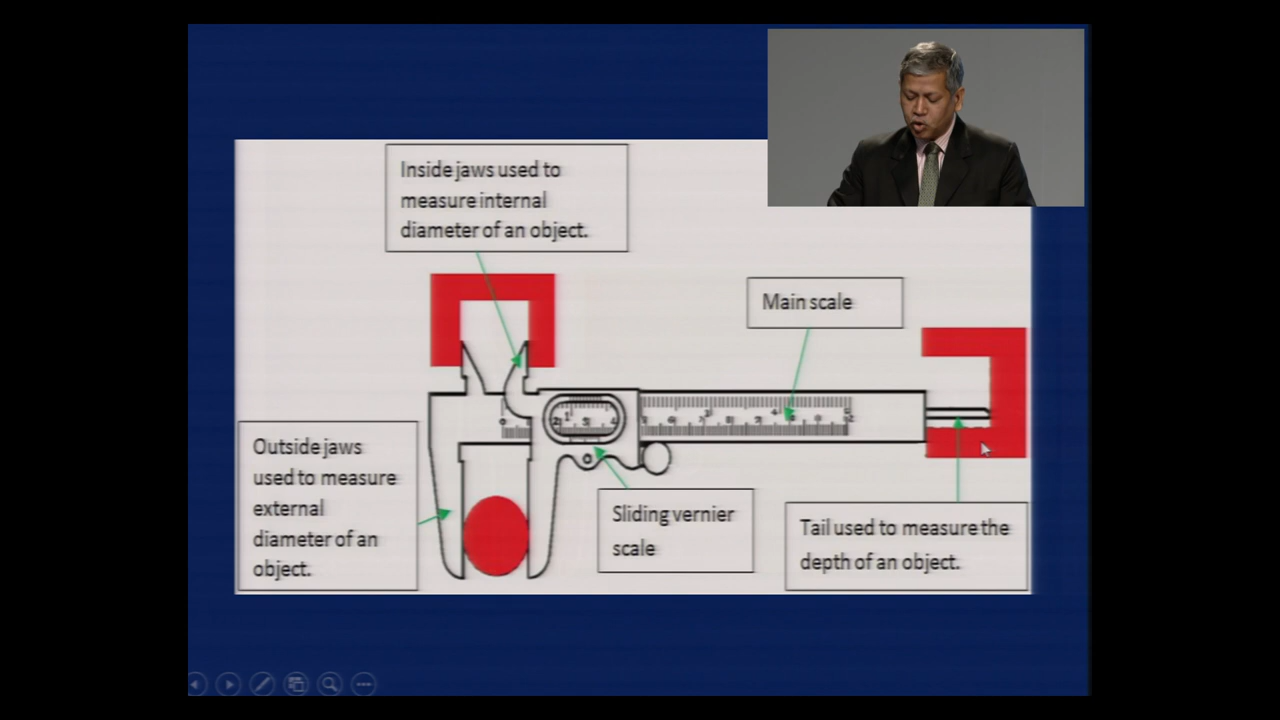 Inside jaws used to
measure internal
diameter of an object.
Main scale
Outside jaws
used to measure
external
diameter of an
object.
Sliding vernier
scale
Tail used to measure the
depth of an object.